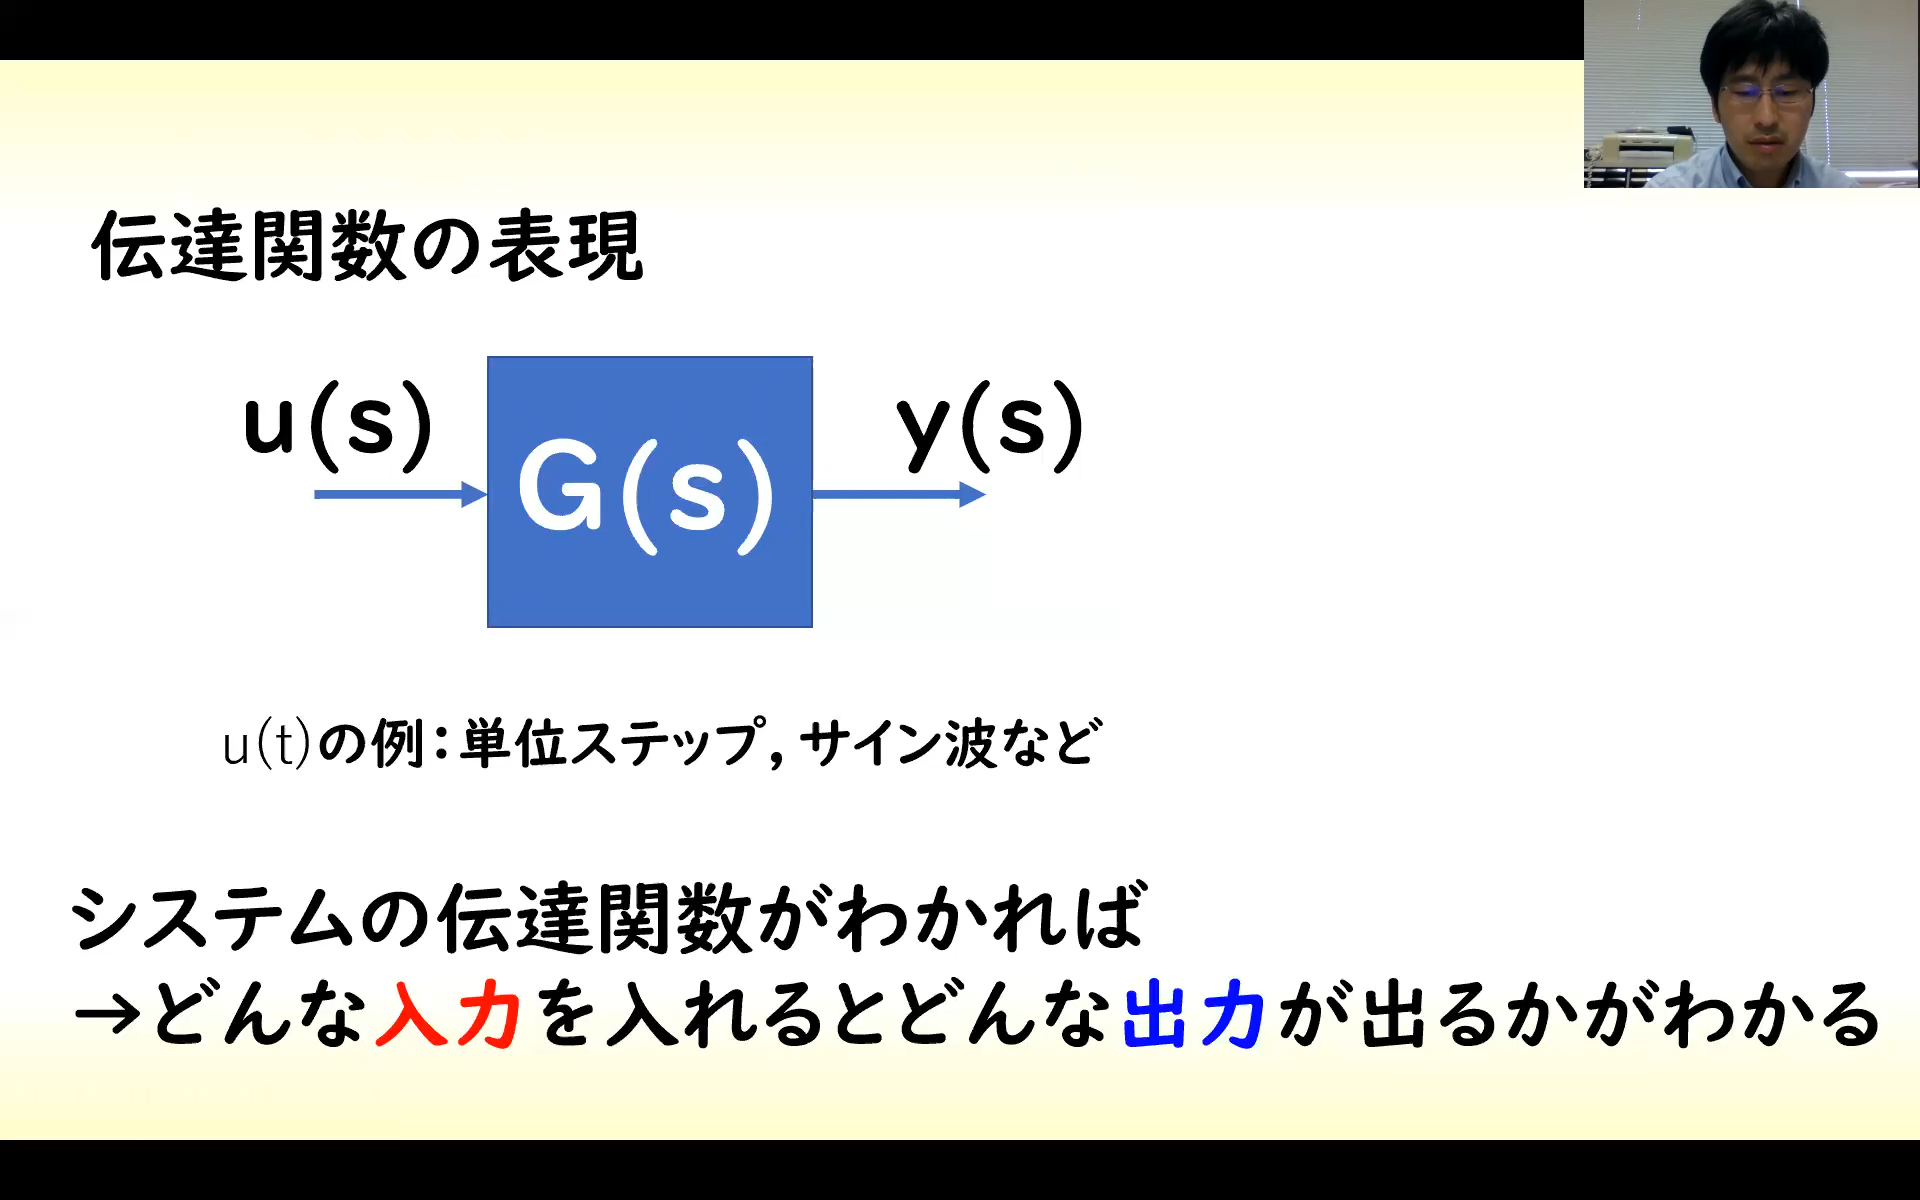 伝達関数の表現
u(s)
G(s)
y(s)
u(t)の例：単位ステップ，サイン波など
システムの伝達関数がわかれば
→どんな入力を入れるとどんな出力が出るかがわかる